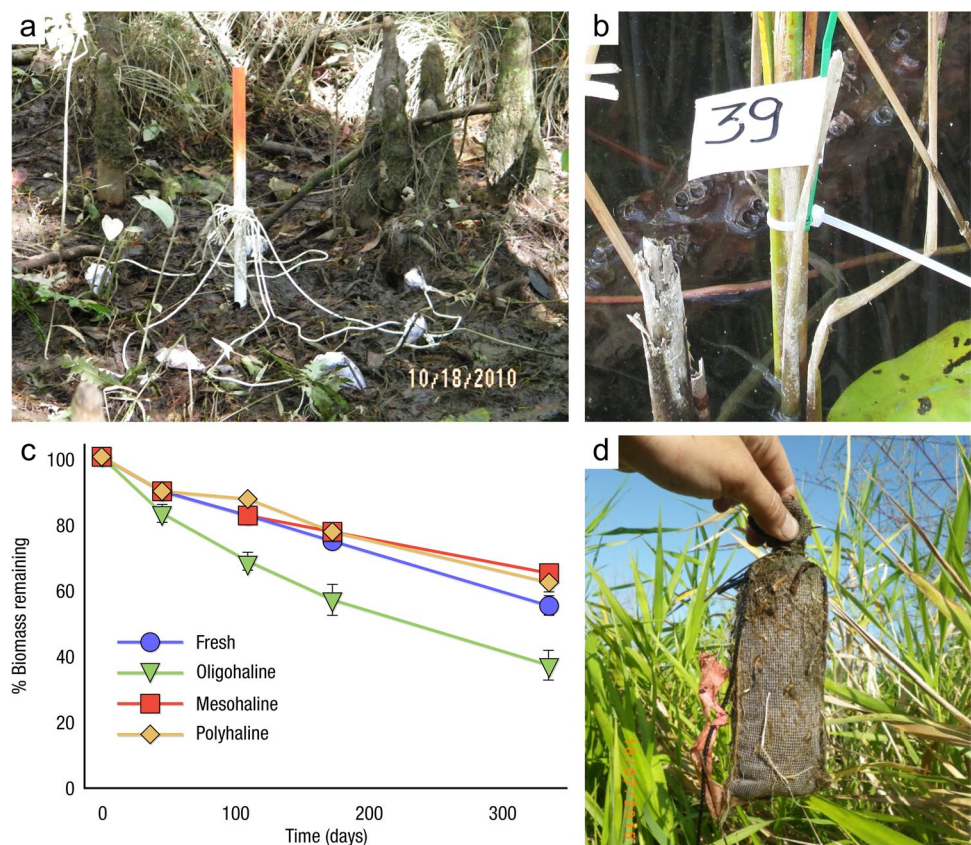 a
10/18/2010
b
39
c
% Biomass remaining
100
80
60
40
20
0
Fresh
Oligohaline
Mesohaline
Polyhaline
0
100
200
300
Time (days)
d